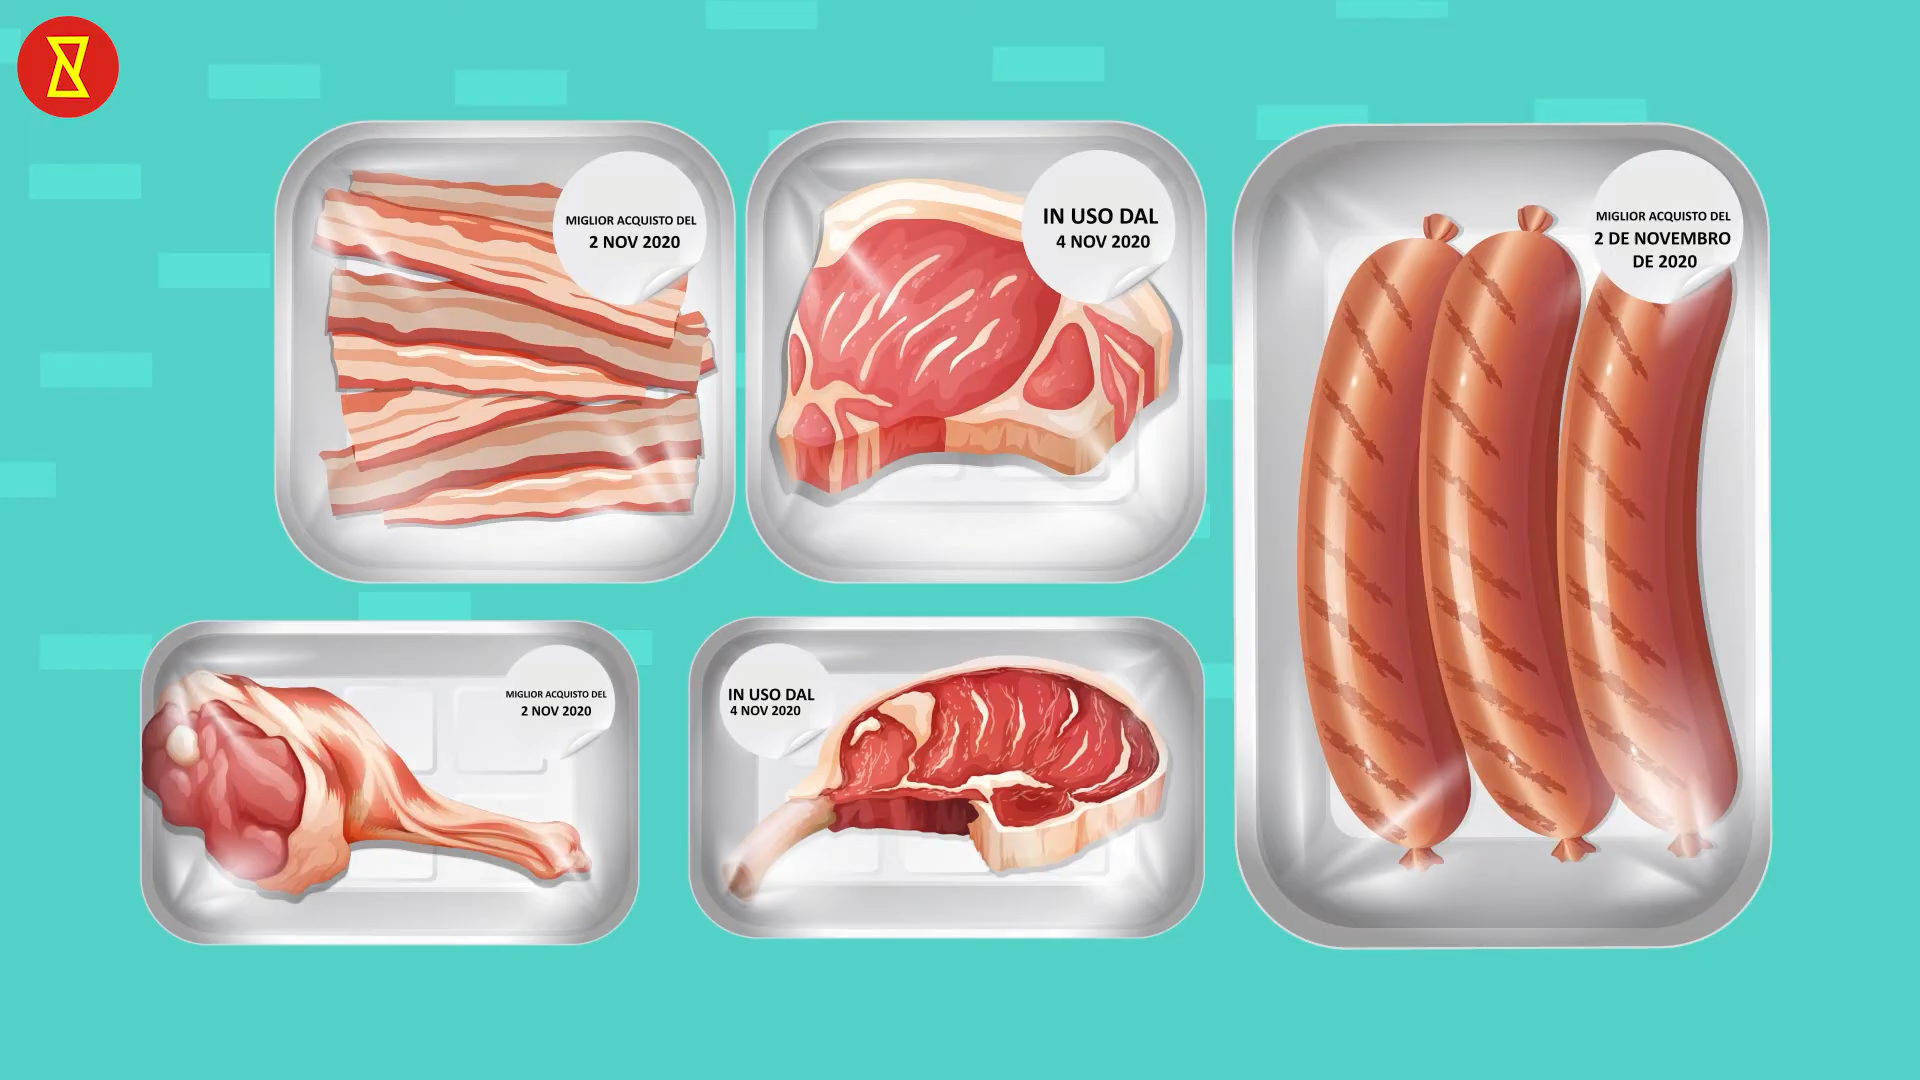 MIGLIOR ACQUISTO DEL
2 NOV 2020
IN USO DAL
4 NOV 2020
MIGLIOR ACQUISTO DEL
2 DE NOVEMBRO
DE 2020
MIGLIOR ACQUISTO DEL
2 NOV 2020
IN USO DAL
4 NOV 2020